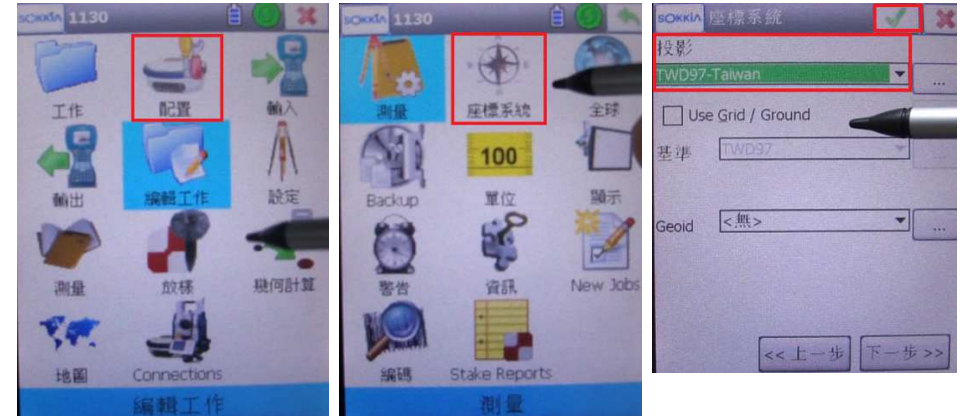 SOKKIA 1130
工作 配置 輸入
輸出 編輯工作 設定
測量 放樣 幾何計算
地圖 Connections
編輯工作
SOKKIA 1130
測量 座標系統 全球
Backup 100 單位 顯示
警告 資訊 New Jobs
編碼 Stake Reports
測量
SOKKIA 座標系統
投影
TWD97-Taiwan ...
Use Grid / Ground
基準 TWD97 ...
Geoid <無> ...
<< 上一步 下一步 >>